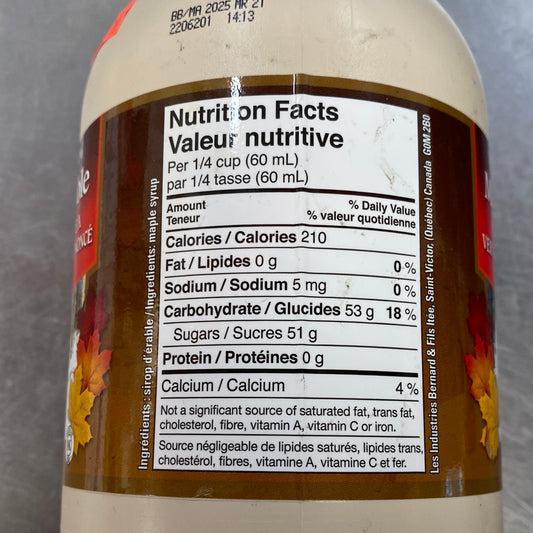 BB/MA 2025 MR 21
2206201 14:13
Nutrition Facts
Valeur nutritive
Per 1/4 cup (60 mL)
par 1/4 tasse (60 mL)
Amount % Daily Value
Teneur % valeur quotidienne
Calories / Calories 210
Fat / Lipides 0 g 0 %
Sodium / Sodium 5 mg 0 %
Carbohydrate / Glucides 53 g 18 %
Sugars / Sucres 51 g
Protein / Protéines 0 g
Calcium / Calcium 4 %
Not a significant source of saturated fat, trans fat,
cholesterol, fibre, vitamin A, vitamin C or iron.
Source négligeable de lipides saturés, lipides trans,
cholestérol, fibres, vitamine A, vitamine C et fer.
Ingrédients : sirop d'érable / Ingredients: maple syrup
Les Industries Bernard & Fils ltée, Saint-Victor, (Québec) Canada G0M 2B0